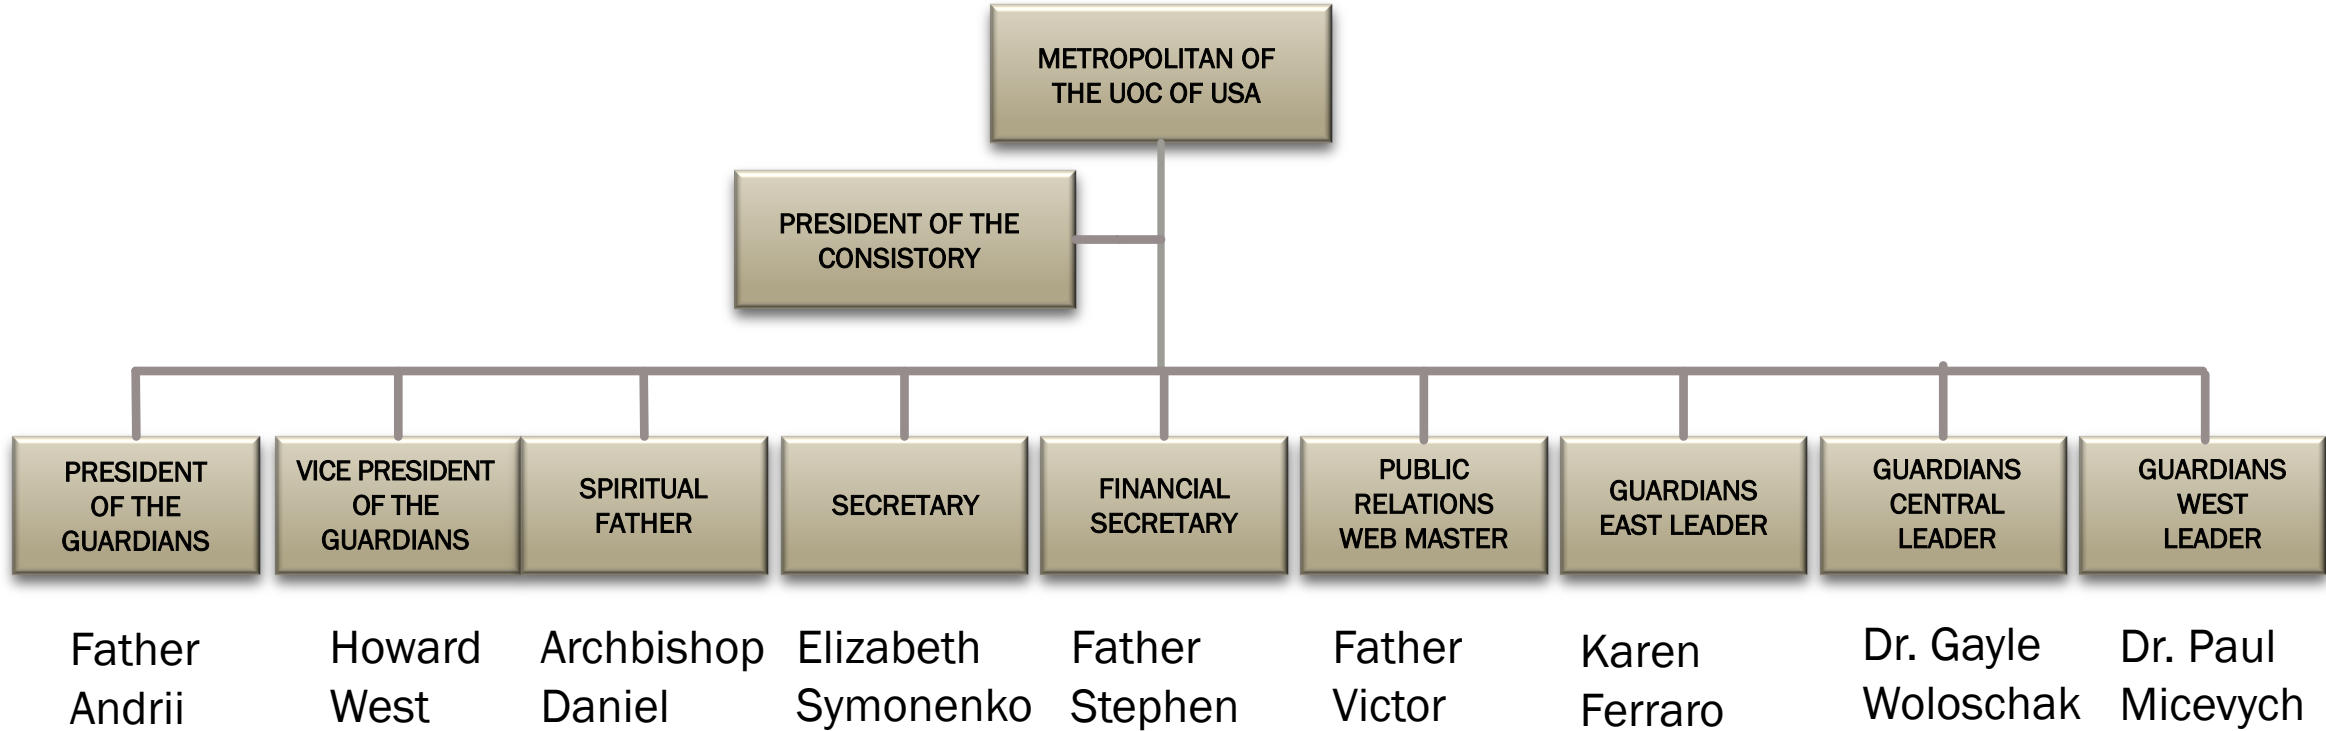 METROPOLITAN OF
THE UOC OF USA
PRESIDENT OF THE
CONSISTORY
PRESIDENT
OF THE
GUARDIANS
VICE PRESIDENT
OF THE
GUARDIANS
SPIRITUAL
FATHER
SECRETARY
FINANCIAL
SECRETARY
PUBLIC
RELATIONS
WEB MASTER
GUARDIANS
EAST LEADER
GUARDIANS
CENTRAL
LEADER
GUARDIANS
WEST
LEADER
Father
Andrii
Howard
West
Archbishop
Daniel
Elizabeth
Symonenko
Father
Stephen
Father
Victor
Karen
Ferraro
Dr. Gayle
Woloschak
Dr. Paul
Micevych